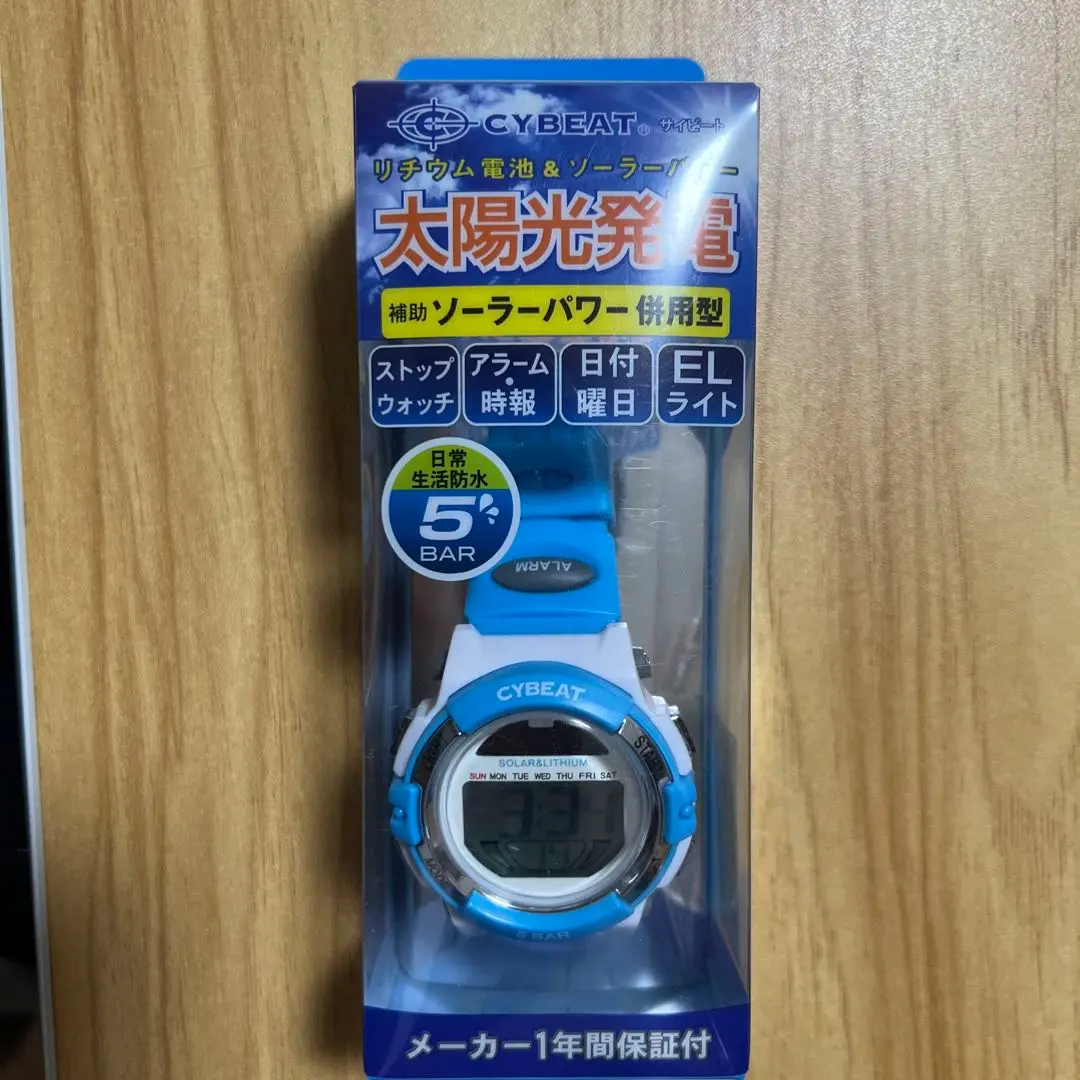 CYBEAT® サイビート
リチウム電池&ソーラーパワー
太陽光発電
補助 ソーラーパワー 併用型
ストップ
ウォッチ
アラーム
・
時報
日付
曜日
EL
ライト
日常
生活防水
5
BAR
ALARM
CYBEAT
SOLAR&LITHIUM
SUN MON TUE WED THU FRI SAT
3:31
5 BAR
メーカー1年間保証付